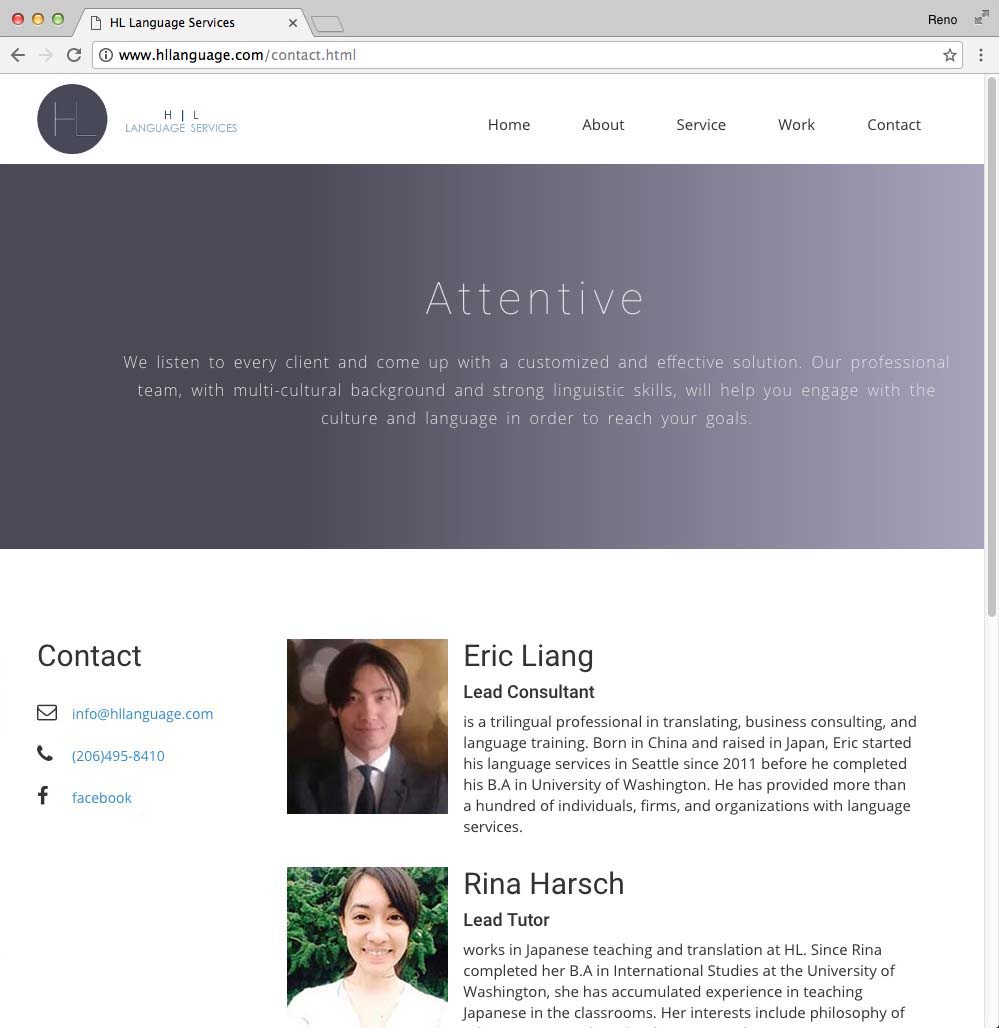 HL Language Services
Reno
www.hllanguage.com/contact.html
HL
H | L
LANGUAGE SERVICES
Home About Service Work Contact
Attentive
We listen to every client and come up with a customized and effective solution. Our professional
team, with multi-cultural background and strong linguistic skills, will help you engage with the
culture and language in order to reach your goals.
Contact
info@hllanguage.com
(206)495-8410
facebook
Eric Liang
Lead Consultant
is a trilingual professional in translating, business consulting, and
language training. Born in China and raised in Japan, Eric started
his language services in Seattle since 2011 before he completed
his B.A in University of Washington. He has provided more than
a hundred of individuals, firms, and organizations with language
services.
Rina Harsch
Lead Tutor
works in Japanese teaching and translation at HL. Since Rina
completed her B.A in International Studies at the University of
Washington, she has accumulated experience in teaching
Japanese in the classrooms. Her interests include philosophy of